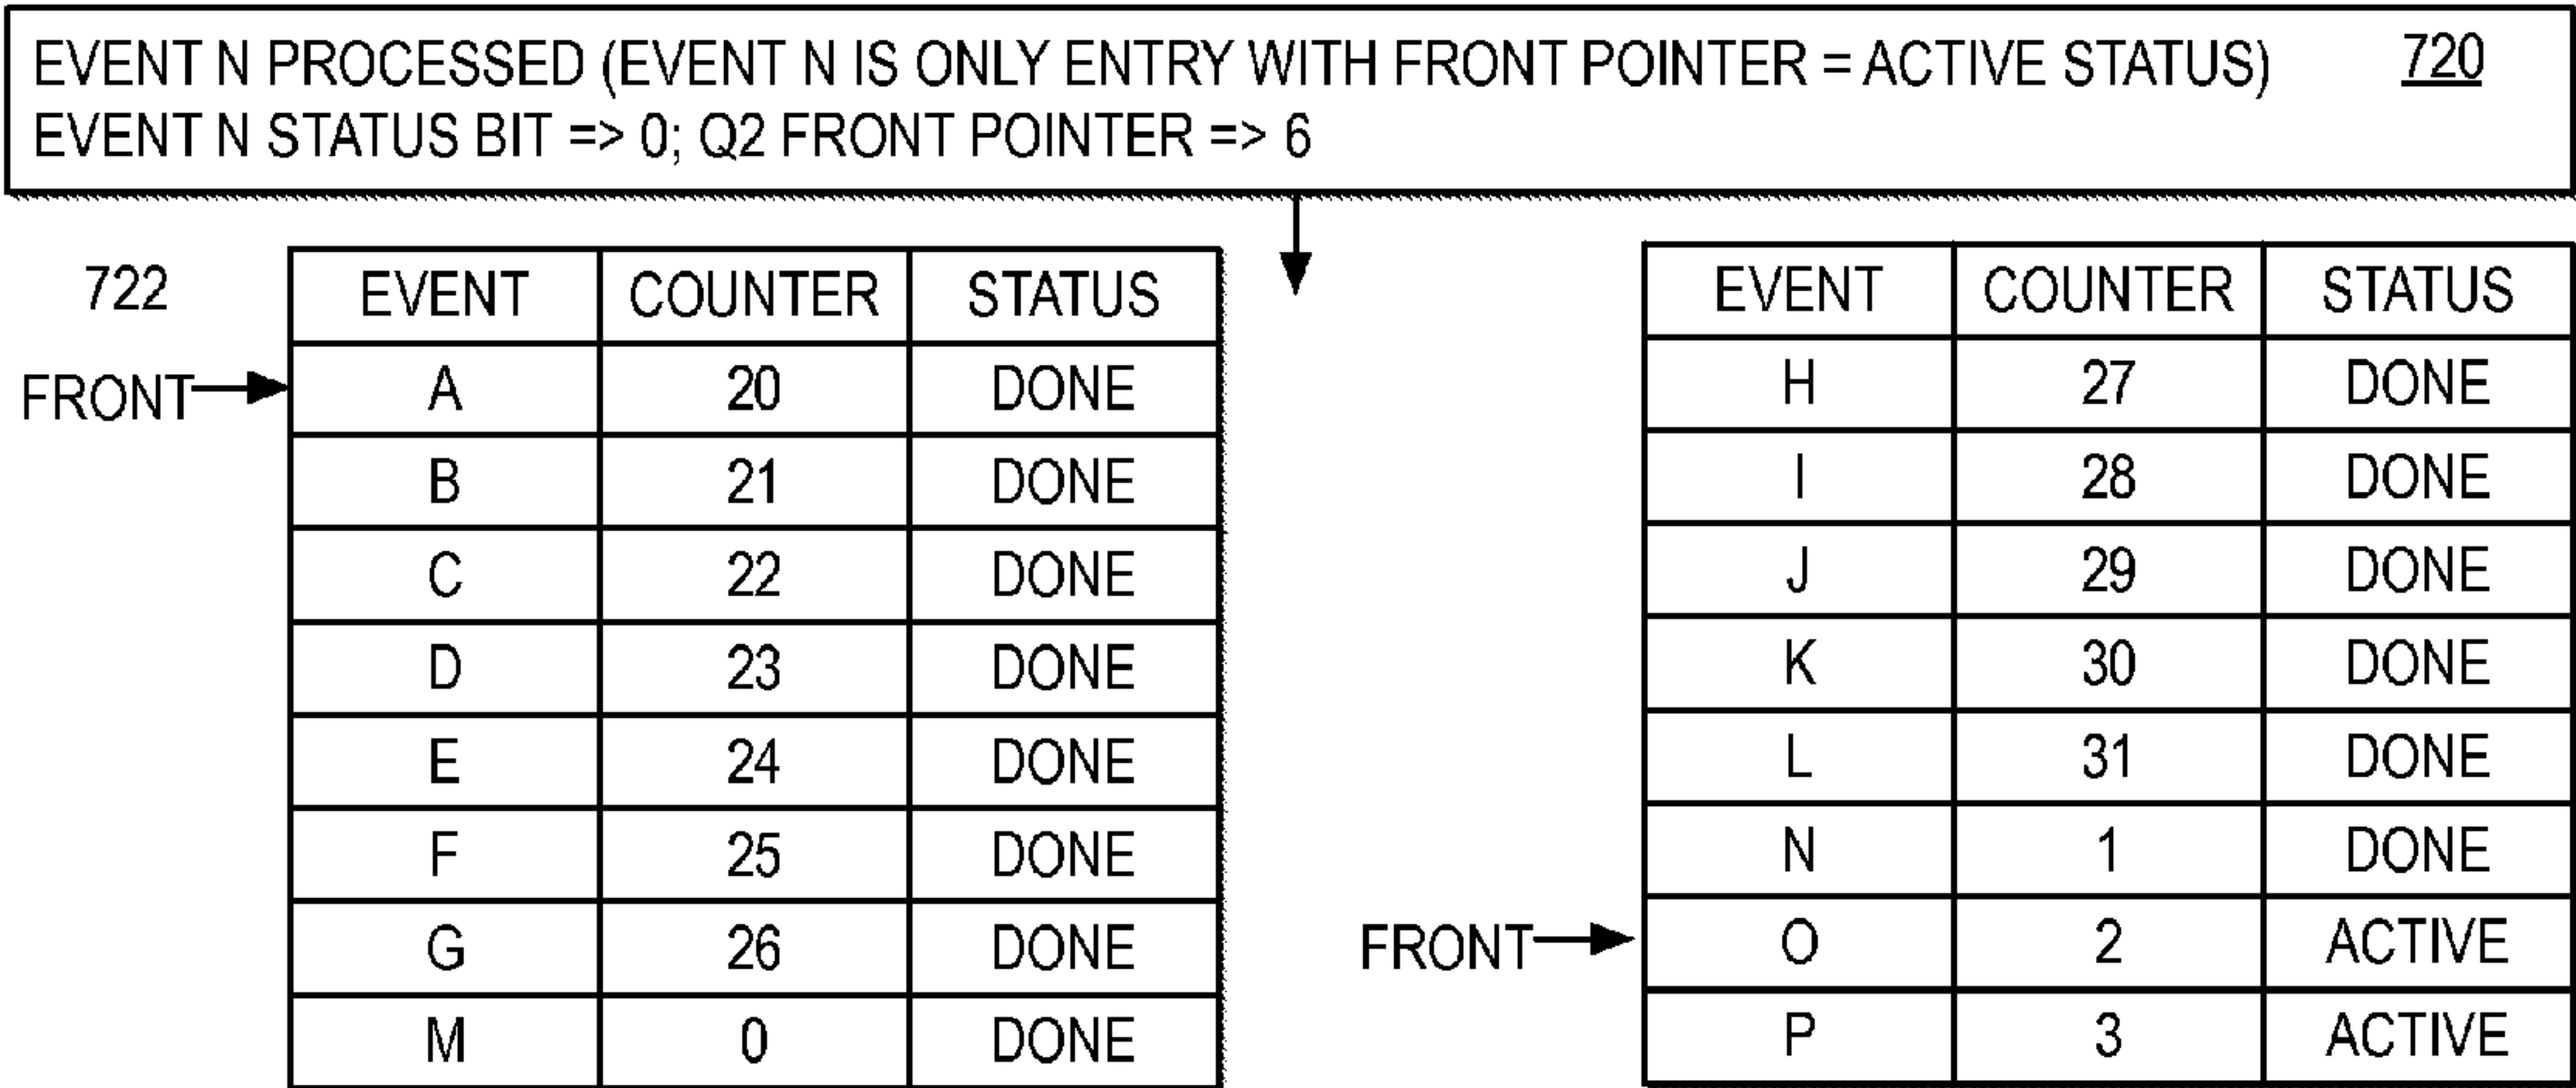 EVENT N PROCESSED (EVENT N IS ONLY ENTRY WITH FRONT POINTER = ACTIVE STATUS) 720
EVENT N STATUS BIT => 0; Q2 FRONT POINTER => 6
722
EVENT COUNTER STATUS
FRONT A 20 DONE
B 21 DONE
C 22 DONE
D 23 DONE
E 24 DONE
F 25 DONE
G 26 DONE
M 0 DONE
EVENT COUNTER STATUS
H 27 DONE
I 28 DONE
J 29 DONE
K 30 DONE
L 31 DONE
N 1 DONE
FRONT O 2 ACTIVE
P 3 ACTIVE